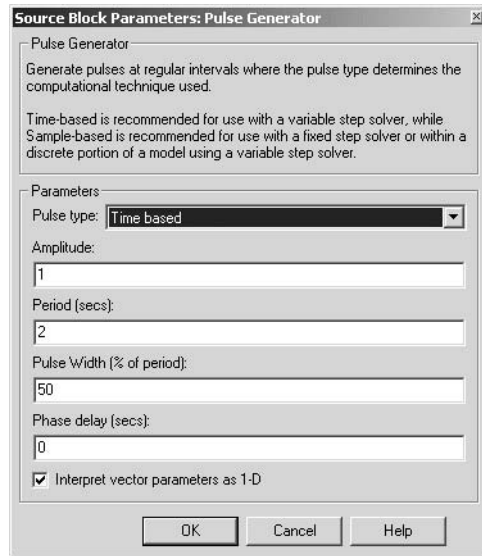 Source Block Parameters: Pulse Generator
Pulse Generator
Generate pulses at regular intervals where the pulse type determines the
computational technique used.
Time-based is recommended for use with a variable step solver, while
Sample-based is recommended for use with a fixed step solver or within a
discrete portion of a model using a variable step solver.
Parameters
Pulse type: Time based
Amplitude:
1
Period (secs):
2
Pulse Width (% of period):
50
Phase delay (secs):
0
Interpret vector parameters as 1-D
OK Cancel Help